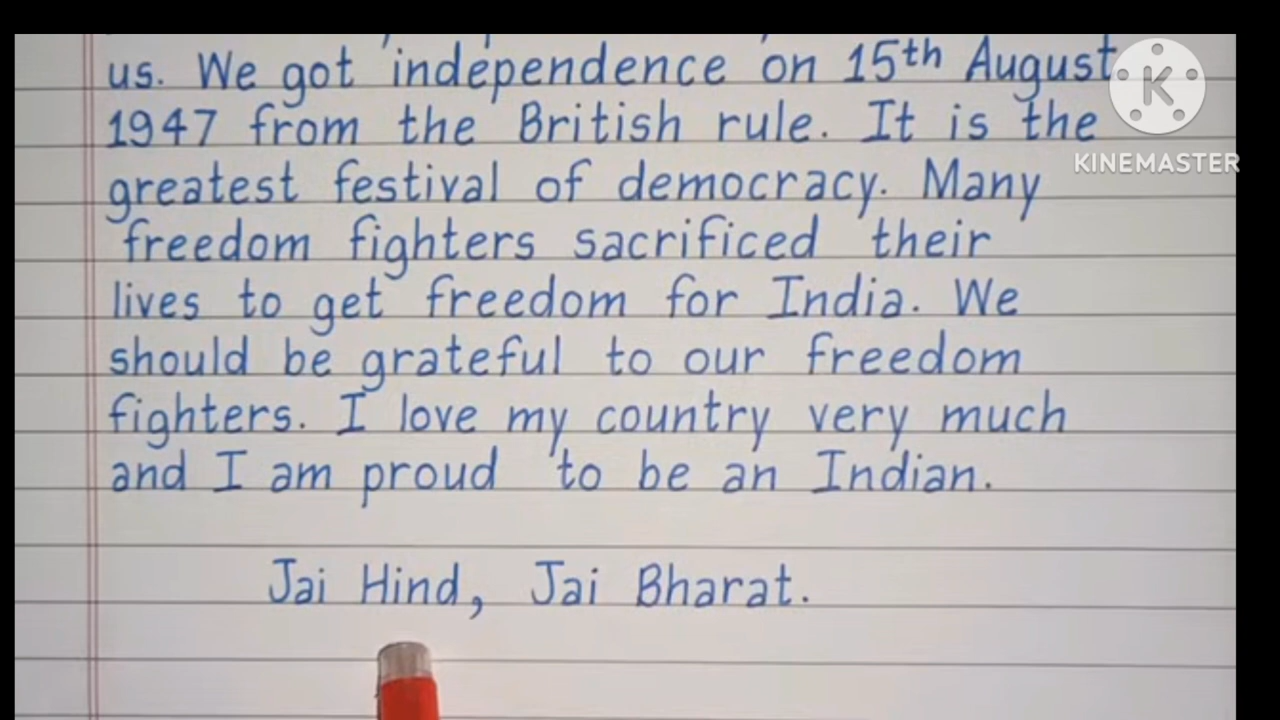 us. We got independence on 15th August
1947 from the British rule. It is the
greatest festival of democracy. Many
freedom fighters sacrificed their
lives to get freedom for India. We
should be grateful to our freedom
fighters. I love my country very much
and I am proud to be an Indian.
Jai Hind, Jai Bharat.
K
KINEMASTER